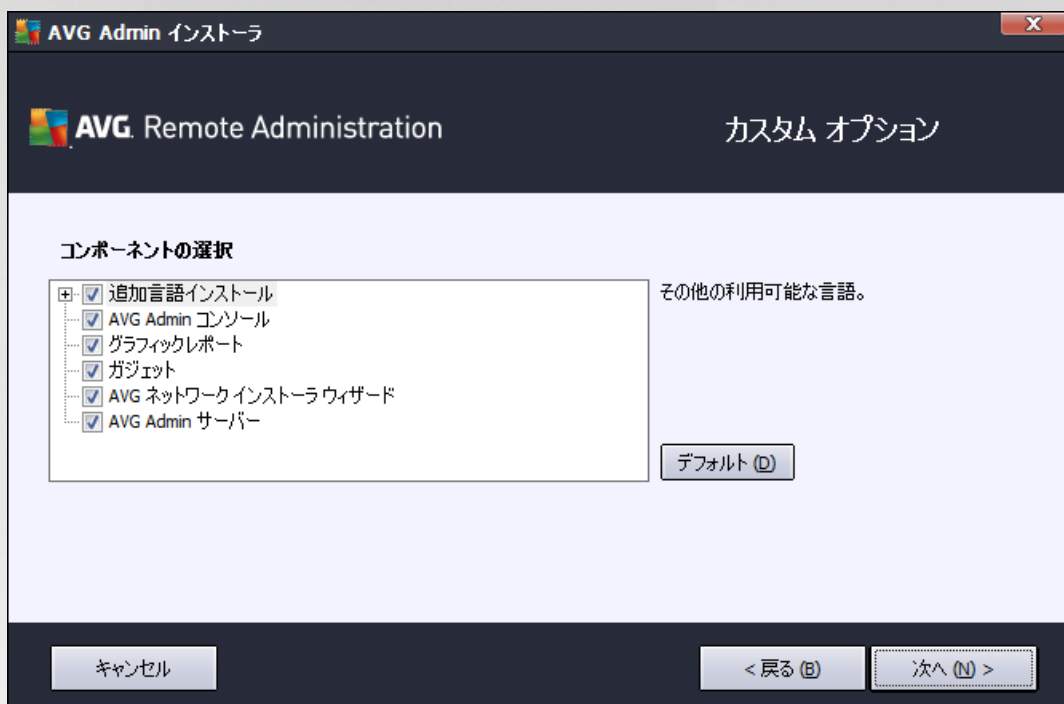 AVG Admin インストーラ
AVG. Remote Administration
カスタム オプション
コンポーネントの選択
追加言語インストール
AVG Admin コンソール
グラフィックレポート
ガジェット
AVG ネットワーク インストーラ ウィザード
AVG Admin サーバー
その他の利用可能な言語。
デフォルト (D)
キャンセル
< 戻る (B)
次へ (N) >